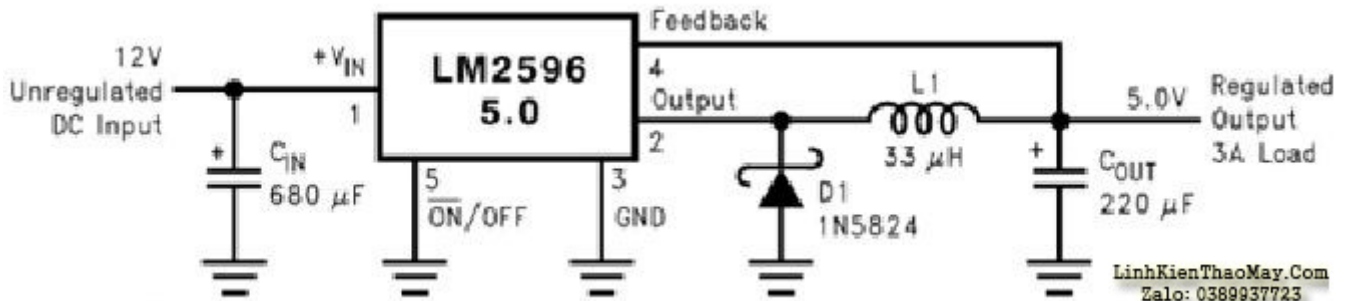 Feedback
12V
Unregulated
DC Input
+VIN
1
LM2596
5.0
4
Output
2
L1
33 μH
5.0V
Regulated
Output
3A Load
+
CIN
680 μF
5
ON/OFF
3
GND
D1
1N5824
+
COUT
220 μF
LinhKienThaoMay.Com
Zalo: 0389937723